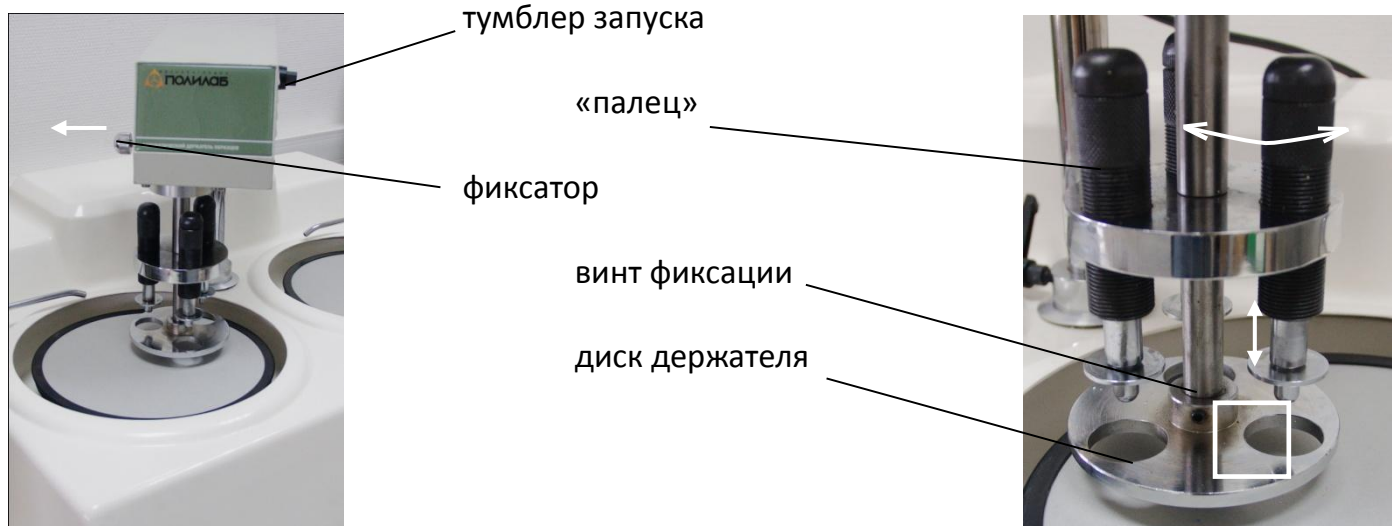 тумблер запуска
ПОЛИЛАБ
«палец»
фиксатор
винт фиксации
диск держателя